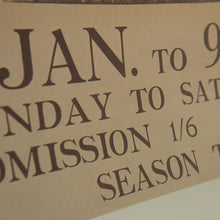 JAN. TO 9
NDAY TO SAT
OMISSION 1/6
SEASON T